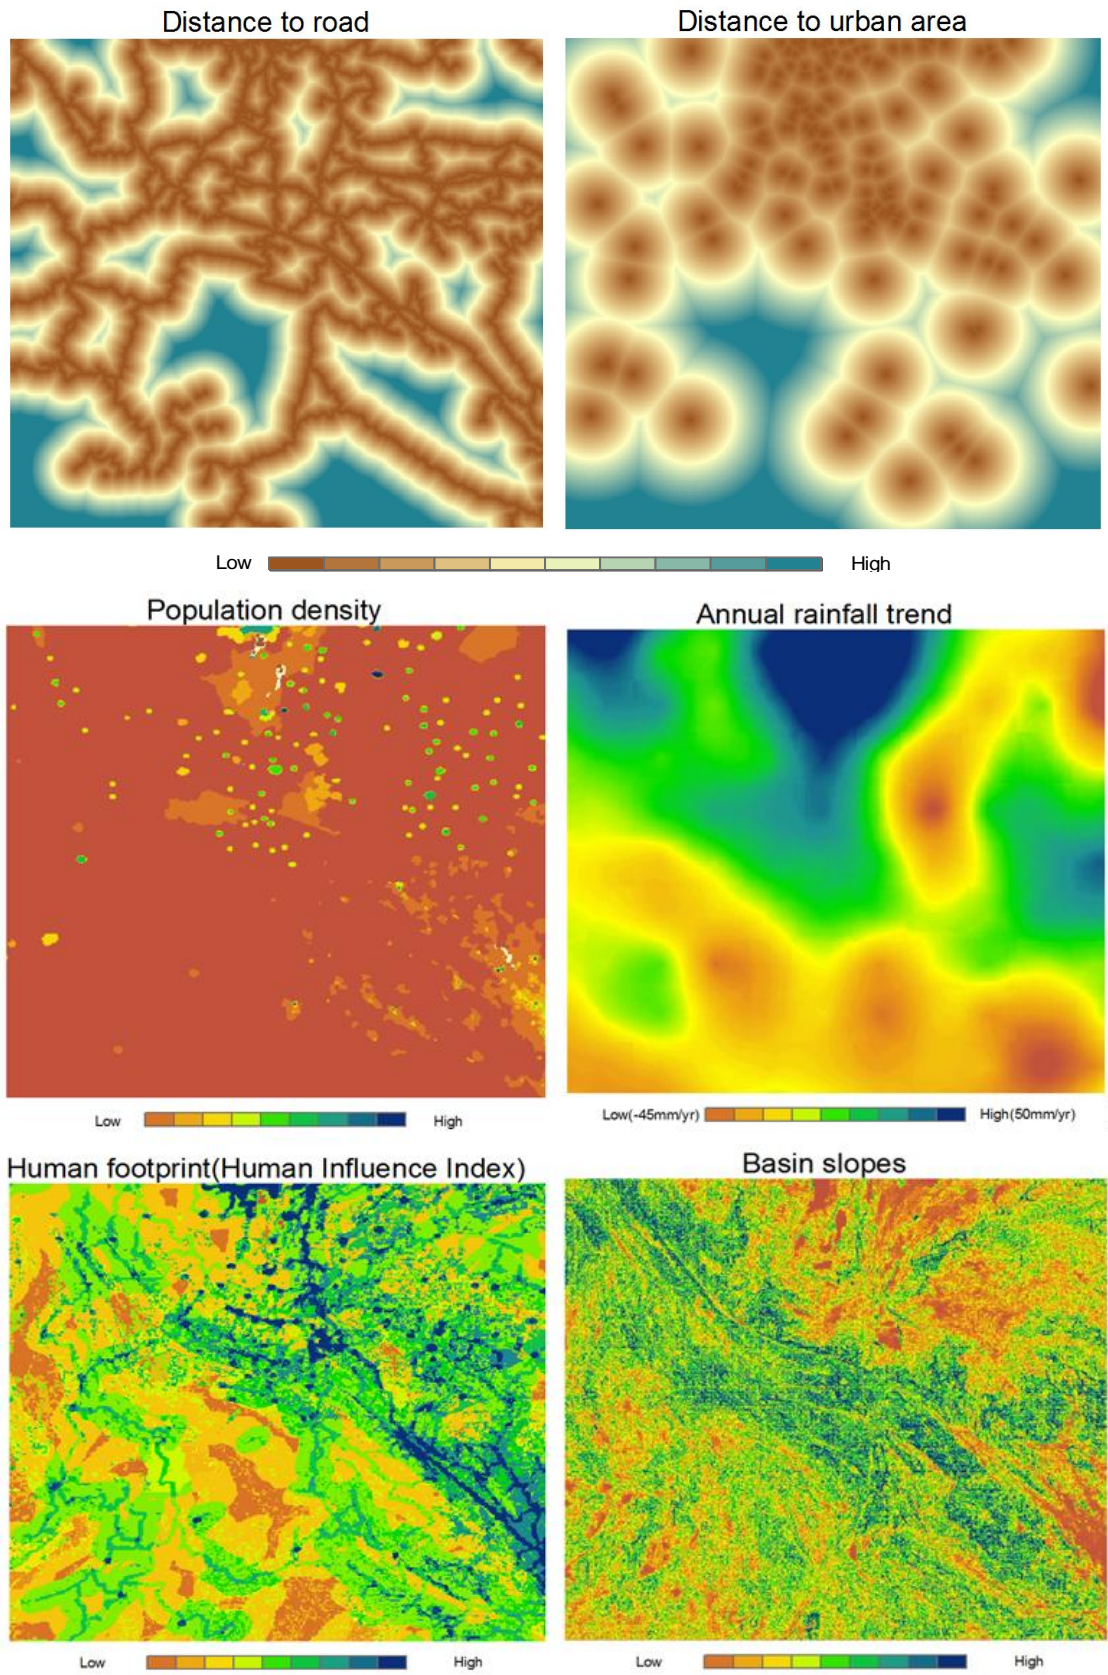 Distance to road
Distance to urban area
Low
High
Population density
Annual rainfall trend
Low
High
Low(-45mm/yr)
High(50mm/yr)
Human footprint(Human Influence Index)
Basin slopes
Low
High
Low
High